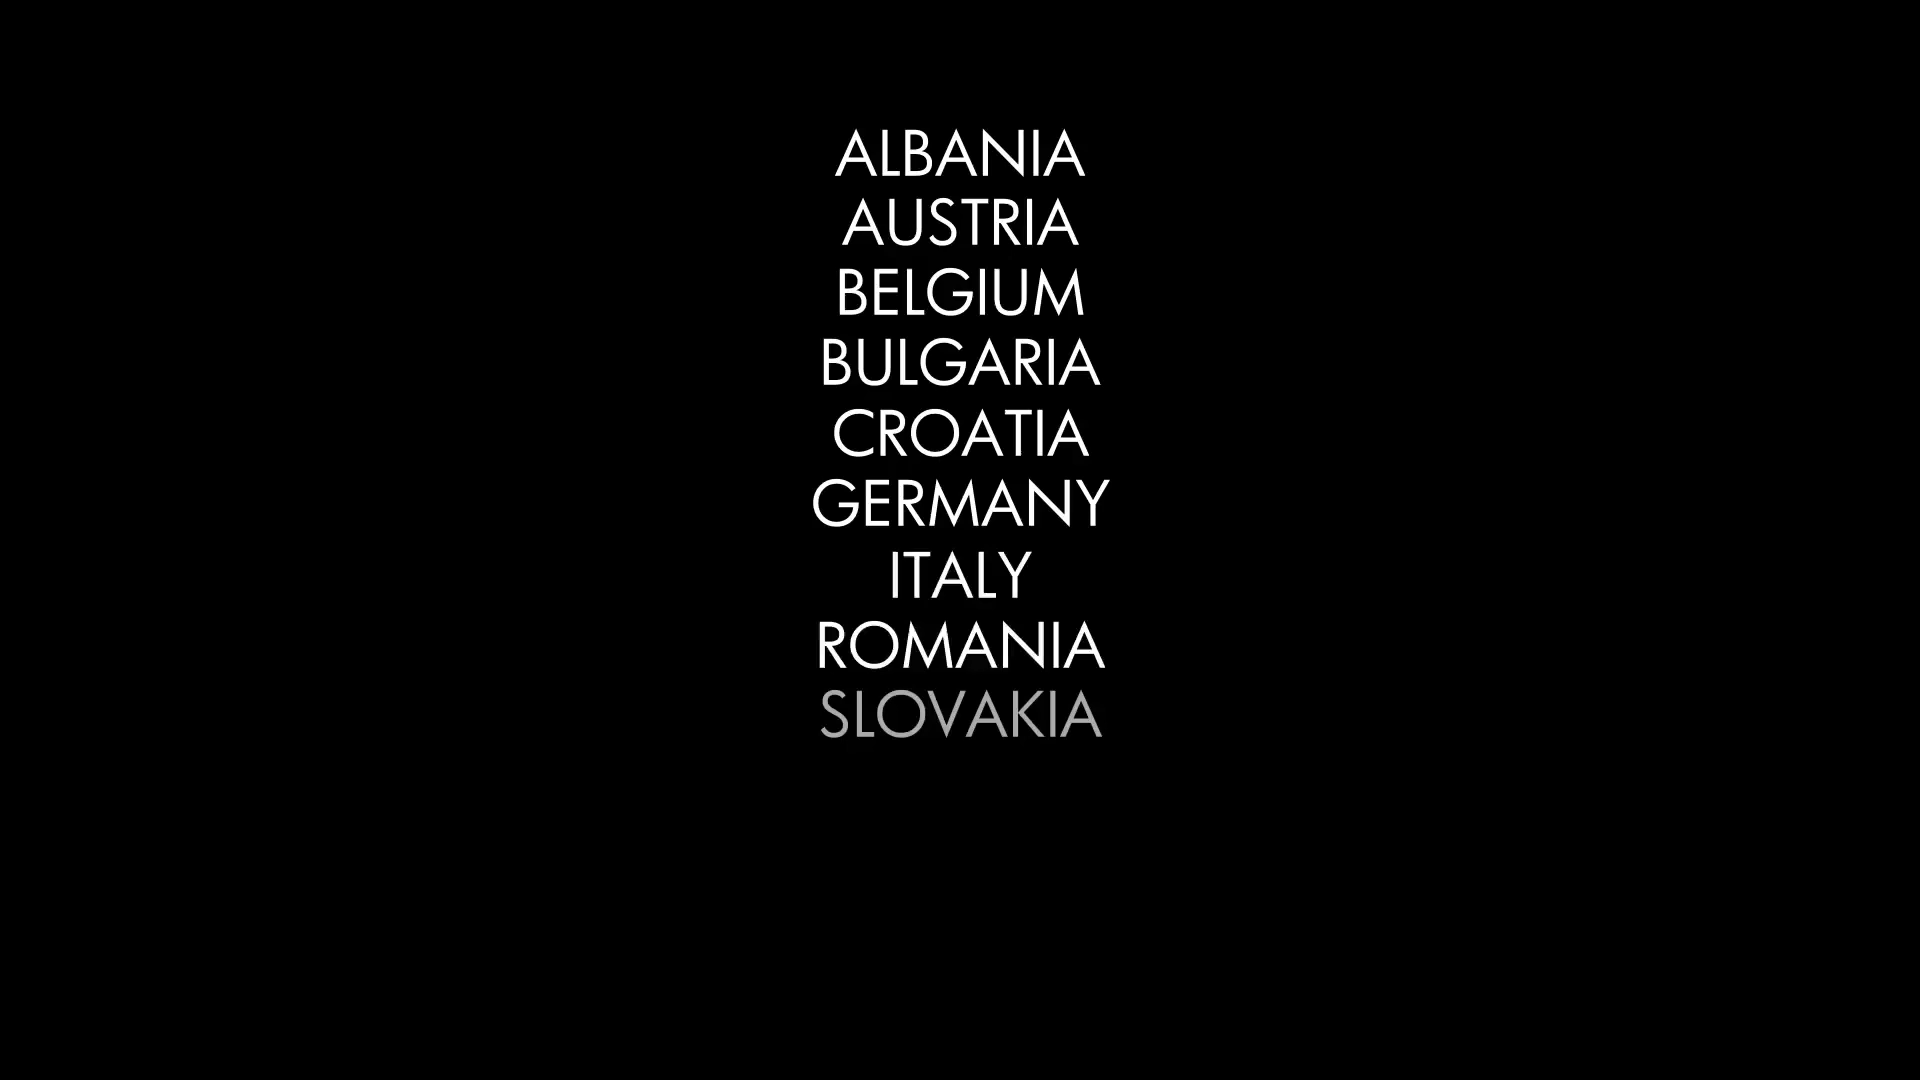 ALBANIA
AUSTRIA
BELGIUM
BULGARIA
CROATIA
GERMANY
ITALY
ROMANIA
SLOVAKIA